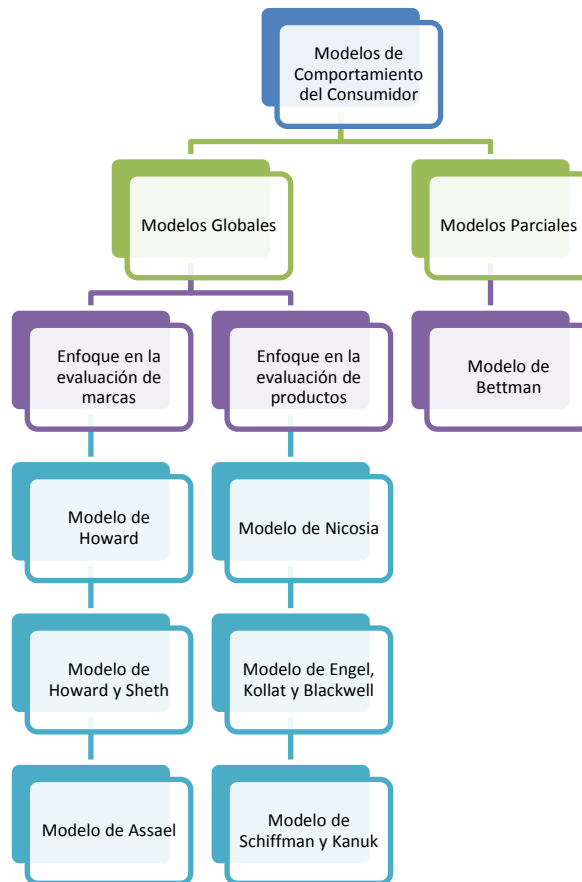 Modelos de
Comportamiento
del Consumidor
Modelos Globales
Modelos Parciales
Enfoque en la
evaluación de
marcas
Enfoque en la
evaluación de
productos
Modelo de
Bettman
Modelo de
Howard
Modelo de Nicosia
Modelo de
Howard y Sheth
Modelo de Engel,
Kollat y Blackwell
Modelo de Assael
Modelo de
Schiffman y Kanuk